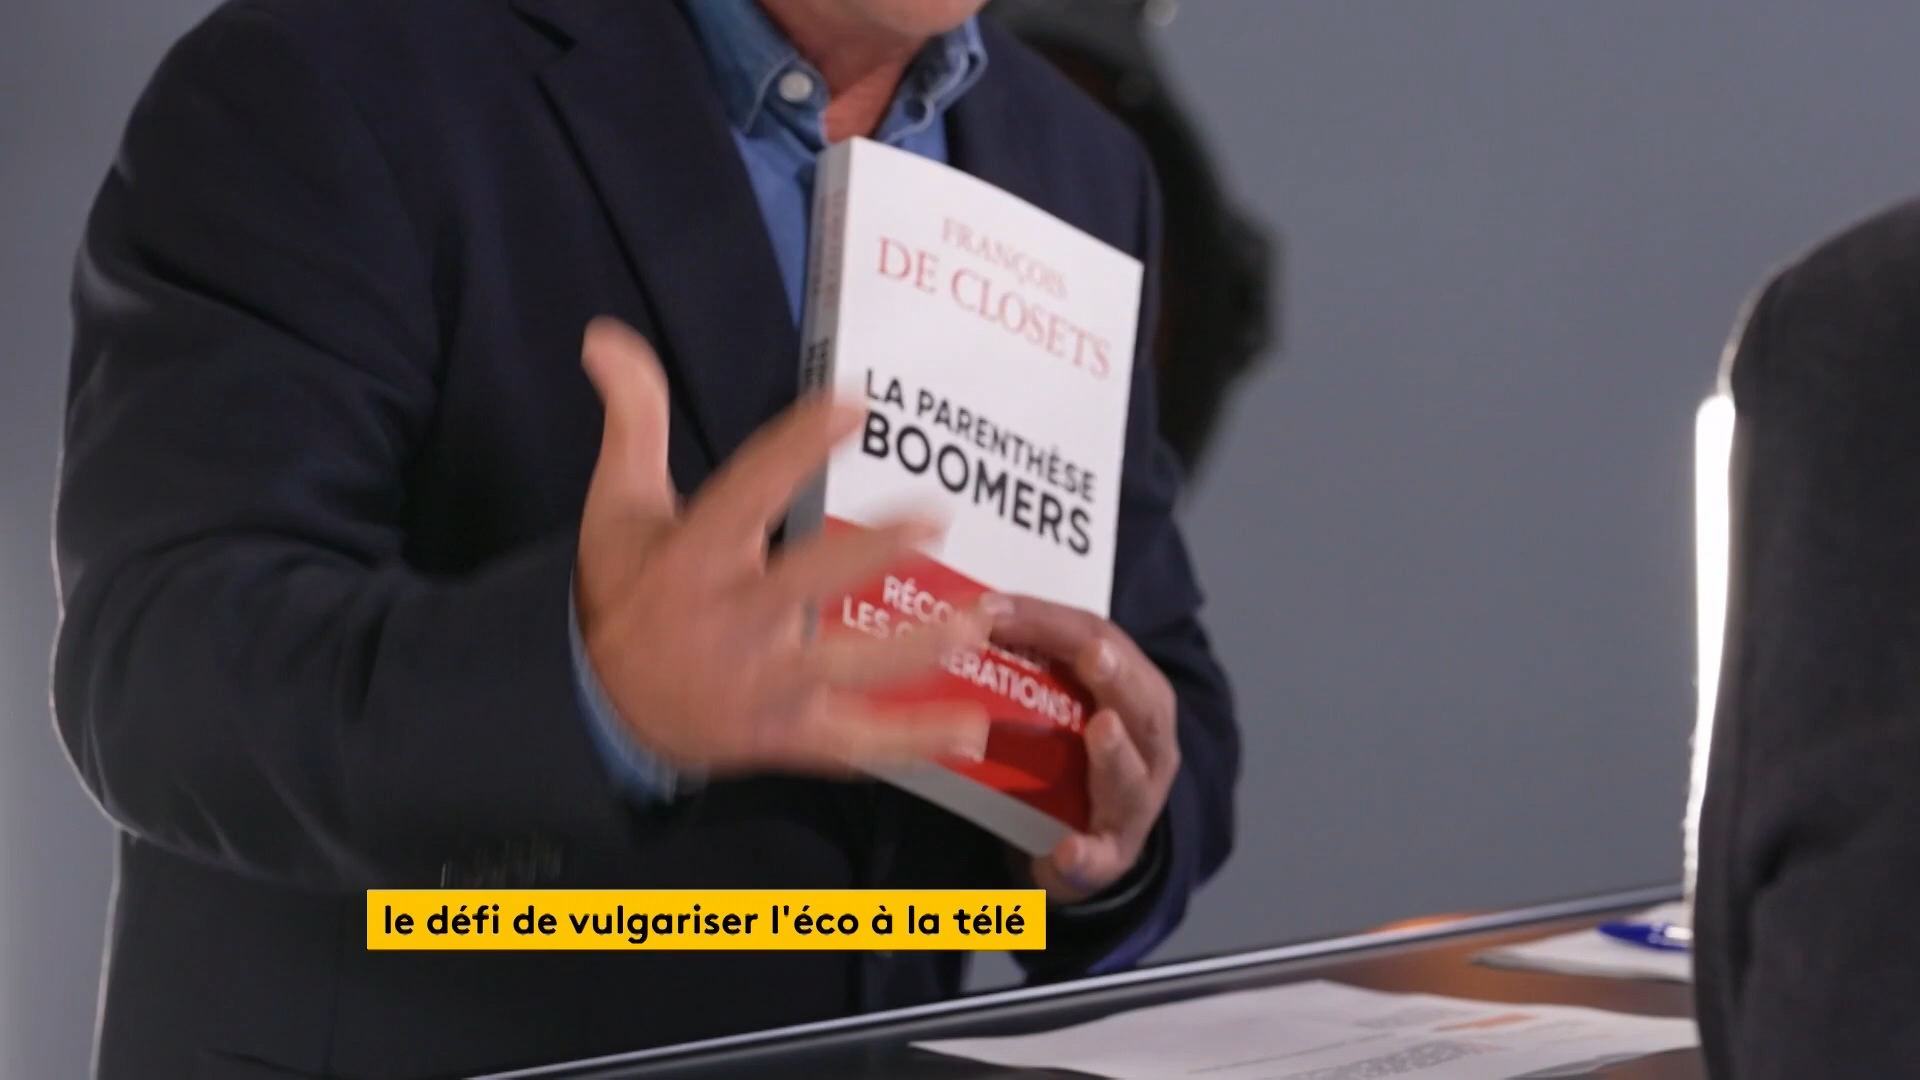 FRANÇOIS
DE CLOSETS
LA PARENTHÈSE
BOOMERS
LES
le défi de vulgariser l'éco à la télé